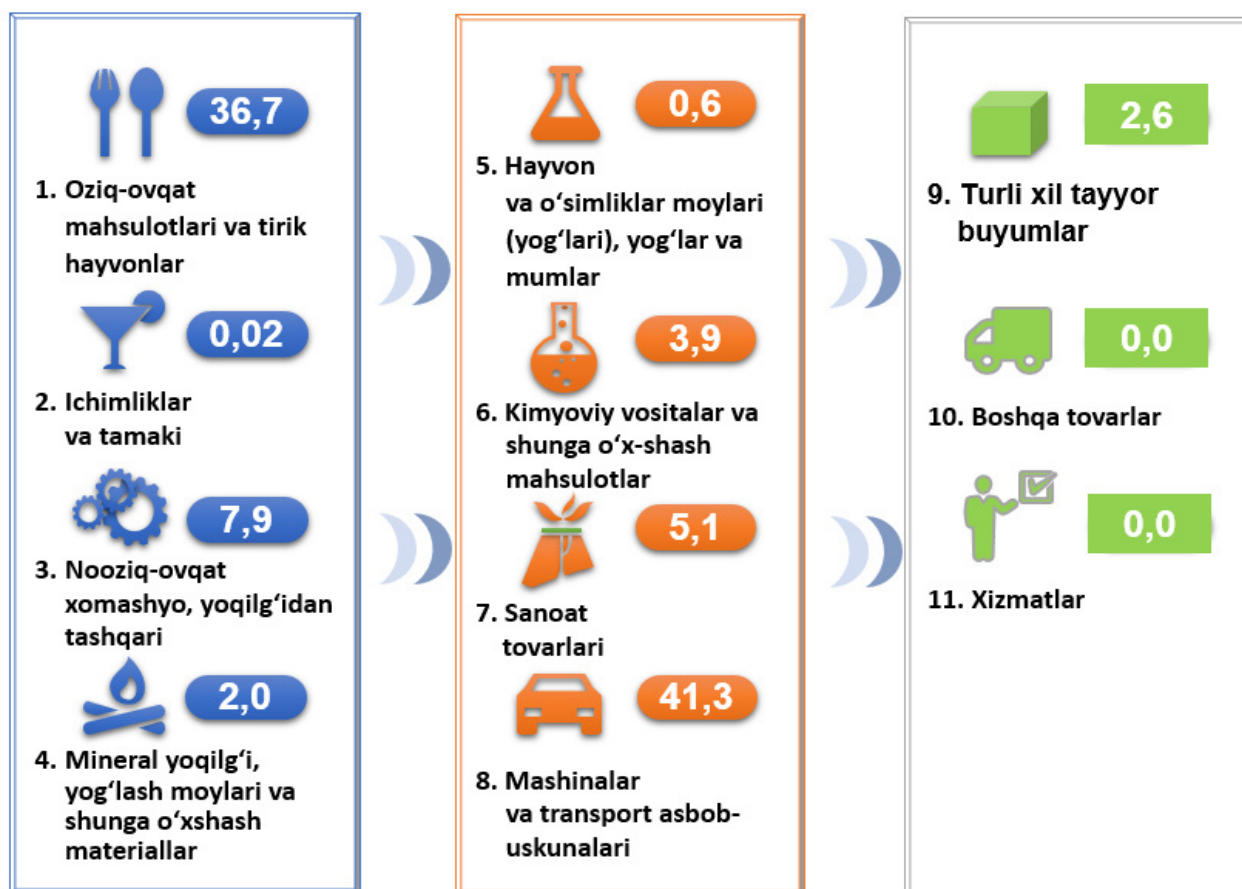 36,7
1. Oziq-ovqat
mahsulotlari va tirik
hayvonlar
0,02
2. Ichimliklar
va tamaki
7,9
3. Nooziq-ovqat
xomashyo, yoqilg‘idan
tashqari
2,0
4. Mineral yoqilg‘i,
yog‘lash moylari va
shunga o‘xshash
materiallar
0,6
5. Hayvon
va o‘simliklar moylari
(yog‘lari), yog‘lar va
mumlar
3,9
6. Kimyoviy vositalar va
shunga o‘x-shash
mahsulotlar
5,1
7. Sanoat
tovarlari
41,3
8. Mashinalar
va transport asbob-
uskunalari
2,6
9. Turli xil tayyor
buyumlar
0,0
10. Boshqa tovarlar
0,0
11. Xizmatlar